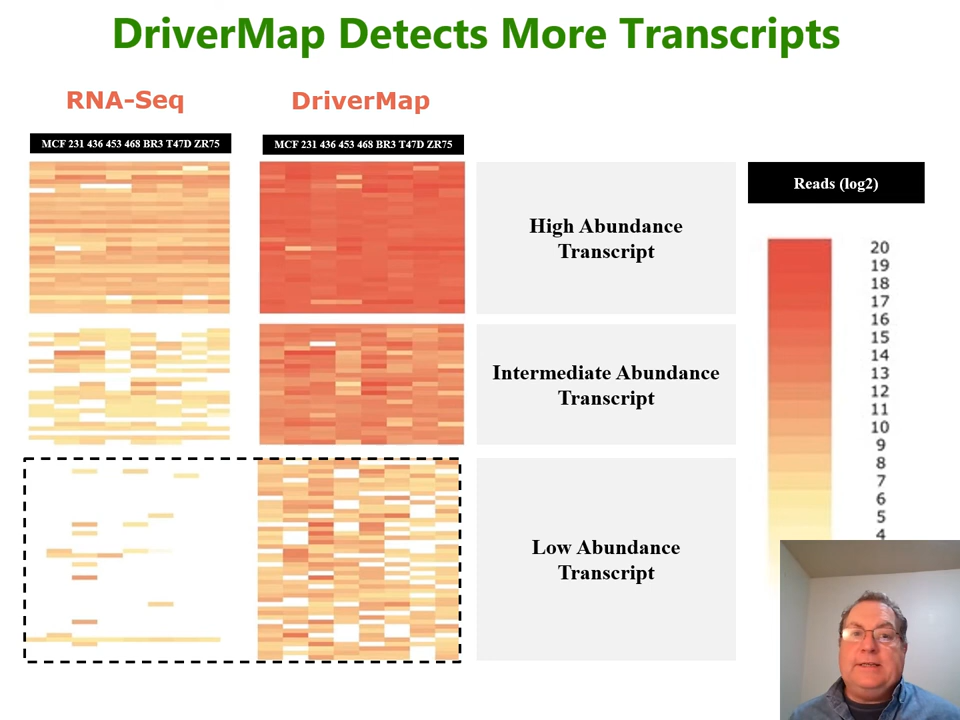 DriverMap Detects More Transcripts
RNA-Seq
DriverMap
MCF 231 436 453 468 BR3 T47D ZR75
MCF 231 436 453 468 BR3 T47D ZR75
High Abundance
Transcript
Intermediate Abundance
Transcript
Low Abundance
Transcript
Reads (log2)
20
19
18
17
16
15
14
13
12
11
10
9
8
7
6
5
4